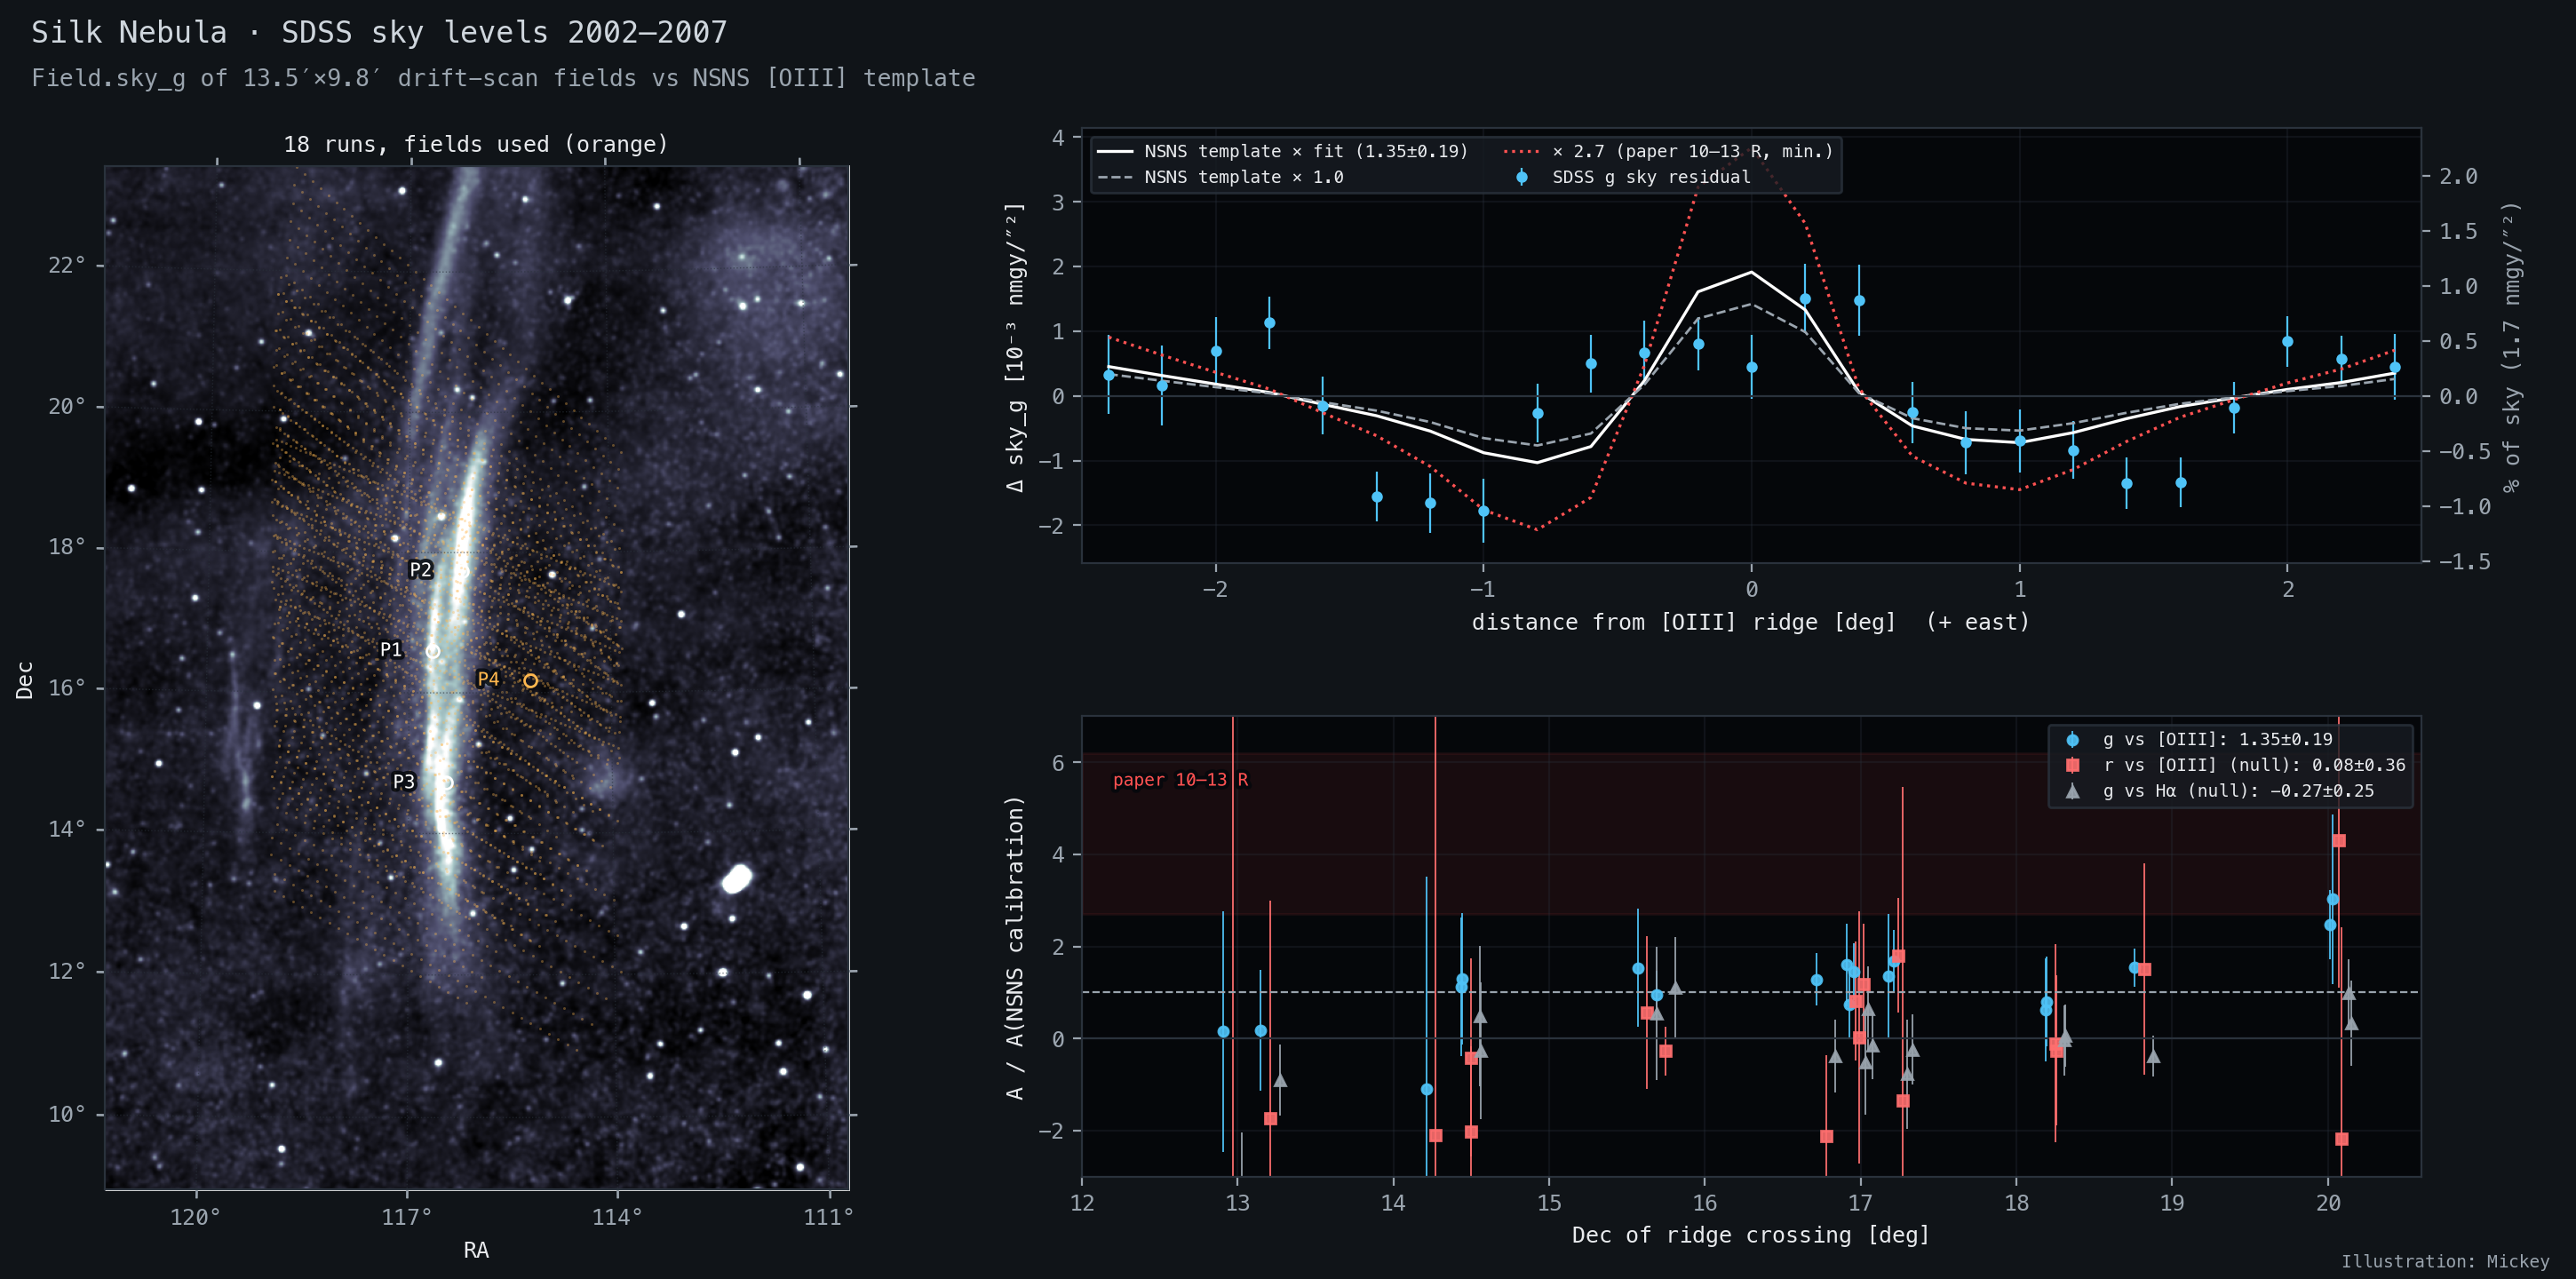 Silk Nebula · SDSS sky levels 2002–2007
Field.sky_g of 13.5′×9.8′ drift–scan fields vs NSNS [OIII] template
18 runs, fields used (orange)
22°
20°
18°
16°
14°
12°
10°
Dec
P2
P1
P4
P3
120°
117°
114°
111°
RA
NSNS template × fit (1.35±0.19)
NSNS template × 1.0
× 2.7 (paper 10–13 R, min.)
SDSS g sky residual
4
3
2
1
0
−1
−2
Δ sky_g [10⁻³ nmgy/″²]
2.0
1.5
1.0
0.5
0.0
−0.5
−1.0
−1.5
% of sky (1.7 nmgy/″²)
−2
−1
0
1
2
distance from [OIII] ridge [deg] (+ east)
g vs [OIII]: 1.35±0.19
r vs [OIII] (null): 0.08±0.36
g vs Hα (null): −0.27±0.25
paper 10–13 R
6
4
2
0
−2
A / A(NSNS calibration)
12
13
14
15
16
17
18
19
20
Dec of ridge crossing [deg]
Illustration: Mickey